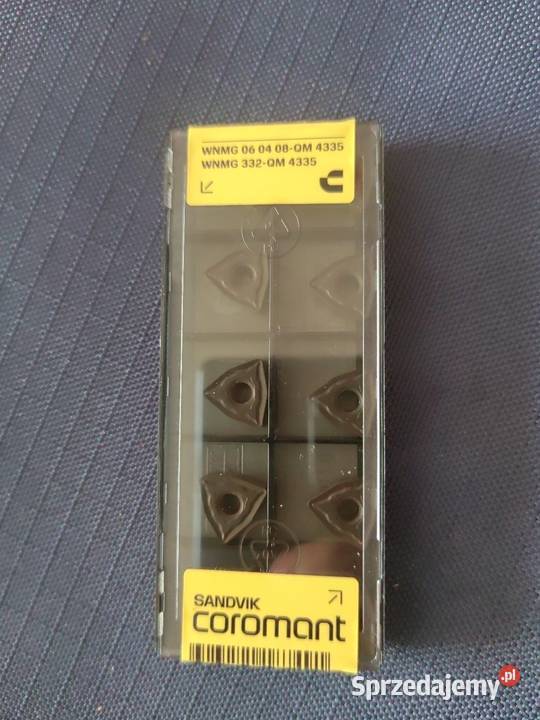 WNMG 06 04 08-QM 4335
WNMG 332-QM 4335
SANDVIK
coromant
Sprzedajemy.pl